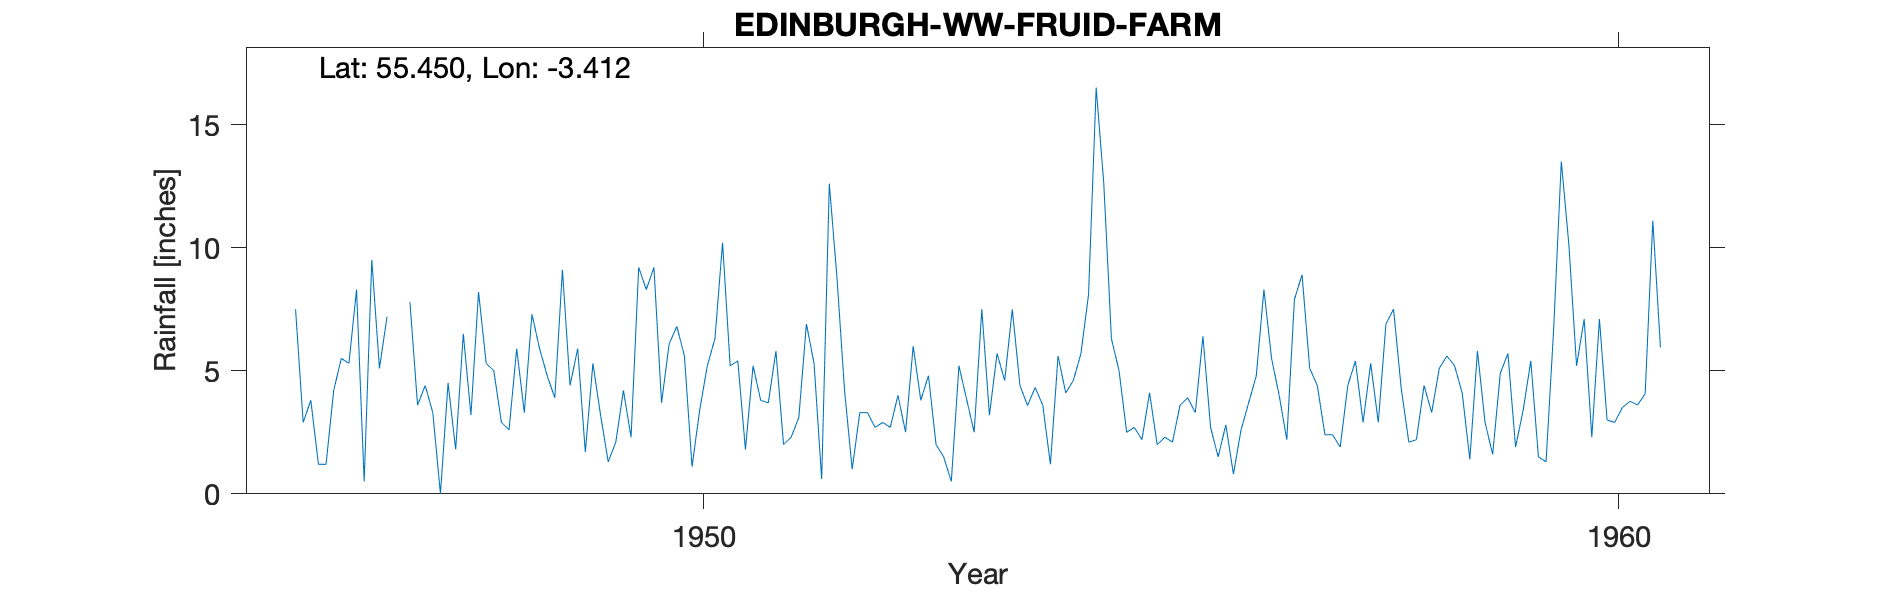 EDINBURGH-WW-FRUID-FARM
Lat: 55.450, Lon: -3.412
15
10
5
0
Rainfall [inches]
1950
1960
Year